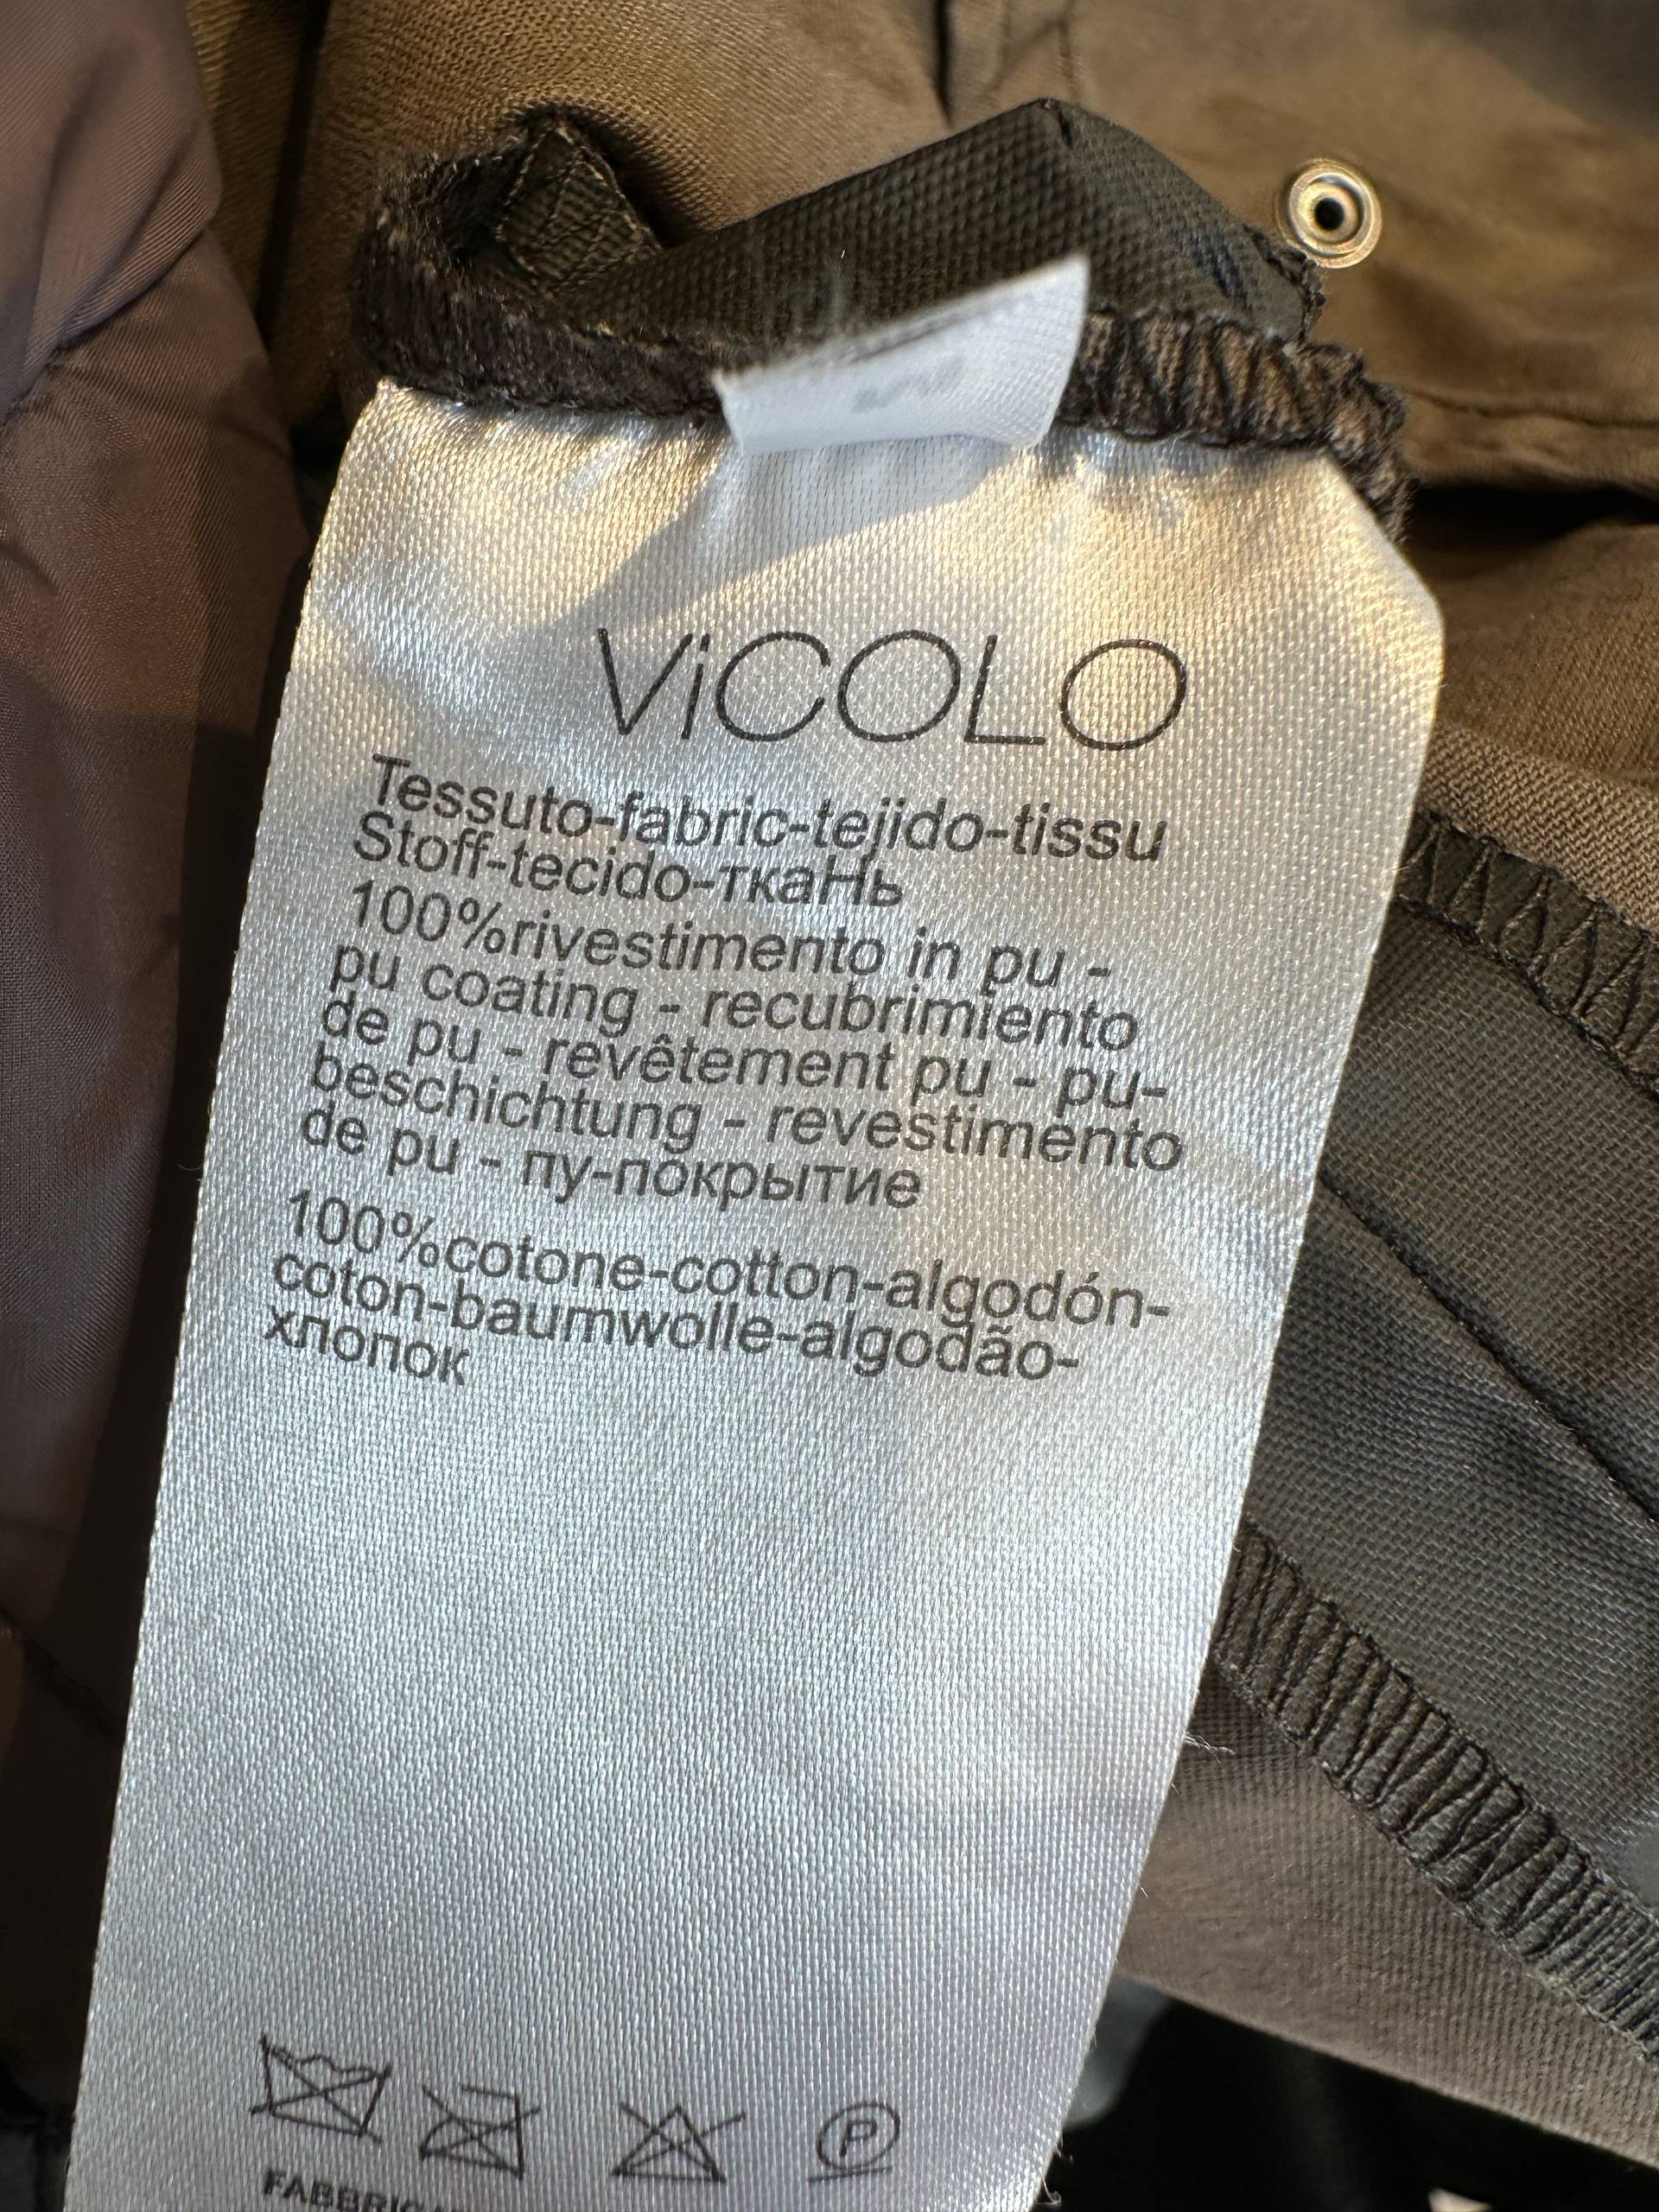 ViCOLO
Tessuto-fabric-tejido-tissu
Stoff-tecido-ткаНЬ
100%rivestimento in pu -
pu coating - recubrimiento
de pu - revêtement pu - pu-
beschichtung - revestimento
de pu - пу-покрытие
100%cotone-cotton-algodón-
coton-baumwolle-algodão-
хлопок
P